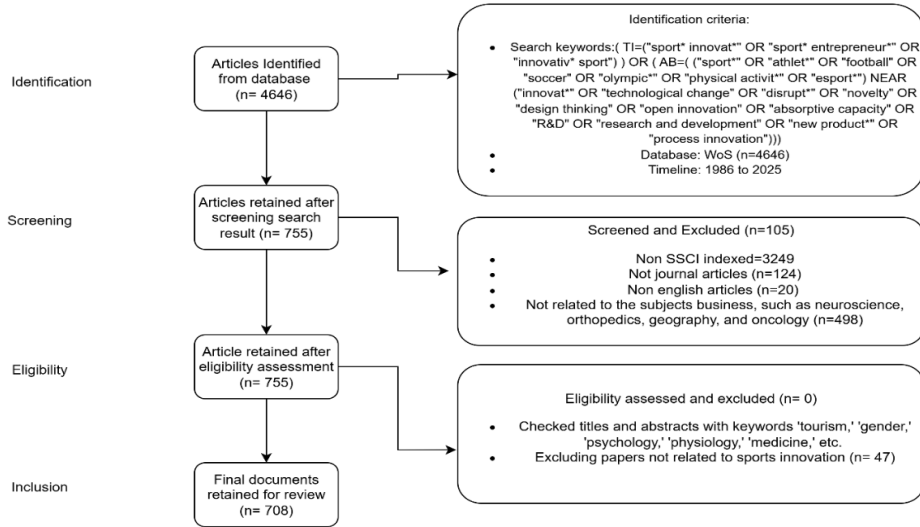 Identification
Articles Identified
from database
(n= 4646)
Identification criteria:
• Search keywords:( TI=("sport* innovat*" OR "sport* entrepreneur*" OR
"innovativ* sport") ) OR ( AB=( ("sport*" OR "athlet*" OR "football" OR
"soccer" OR "olympic*" OR "physical activit*" OR "esport*") NEAR
("innovat*" OR "technological change" OR "disrupt*" OR "novelty" OR
"design thinking" OR "open innovation" OR "absorptive capacity" OR
"R&D" OR "research and development" OR "new product*" OR
"process innovation")))
• Database: WoS (n=4646)
• Timeline: 1986 to 2025
Screening
Articles retained after
screening search
result (n= 755)
Screened and Excluded (n=105)
• Non SSCI indexed=3249
• Not journal articles (n=124)
• Non english articles (n=20)
• Not related to the subjects business, such as neuroscience,
orthopedics, geography, and oncology (n=498)
Eligibility
Article retained after
eligibility assessment
(n= 755)
Eligibility assessed and excluded (n= 0)
• Checked titles and abstracts with keywords 'tourism,' 'gender,'
'psychology,' 'physiology,' 'medicine,' etc.
• Excluding papers not related to sports innovation (n= 47)
Inclusion
Final documents
retained for review
(n= 708)